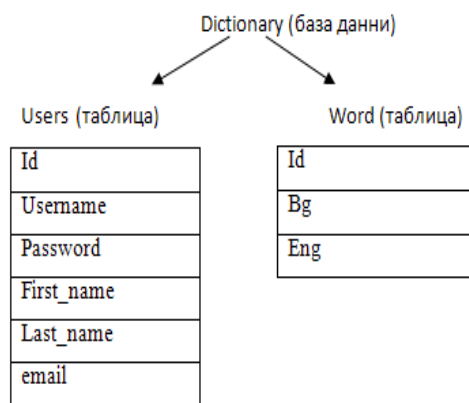 Dictionary (база данни)
Users (таблица)
Id
Username
Password
First_name
Last_name
email
Word (таблица)
Id
Bg
Eng